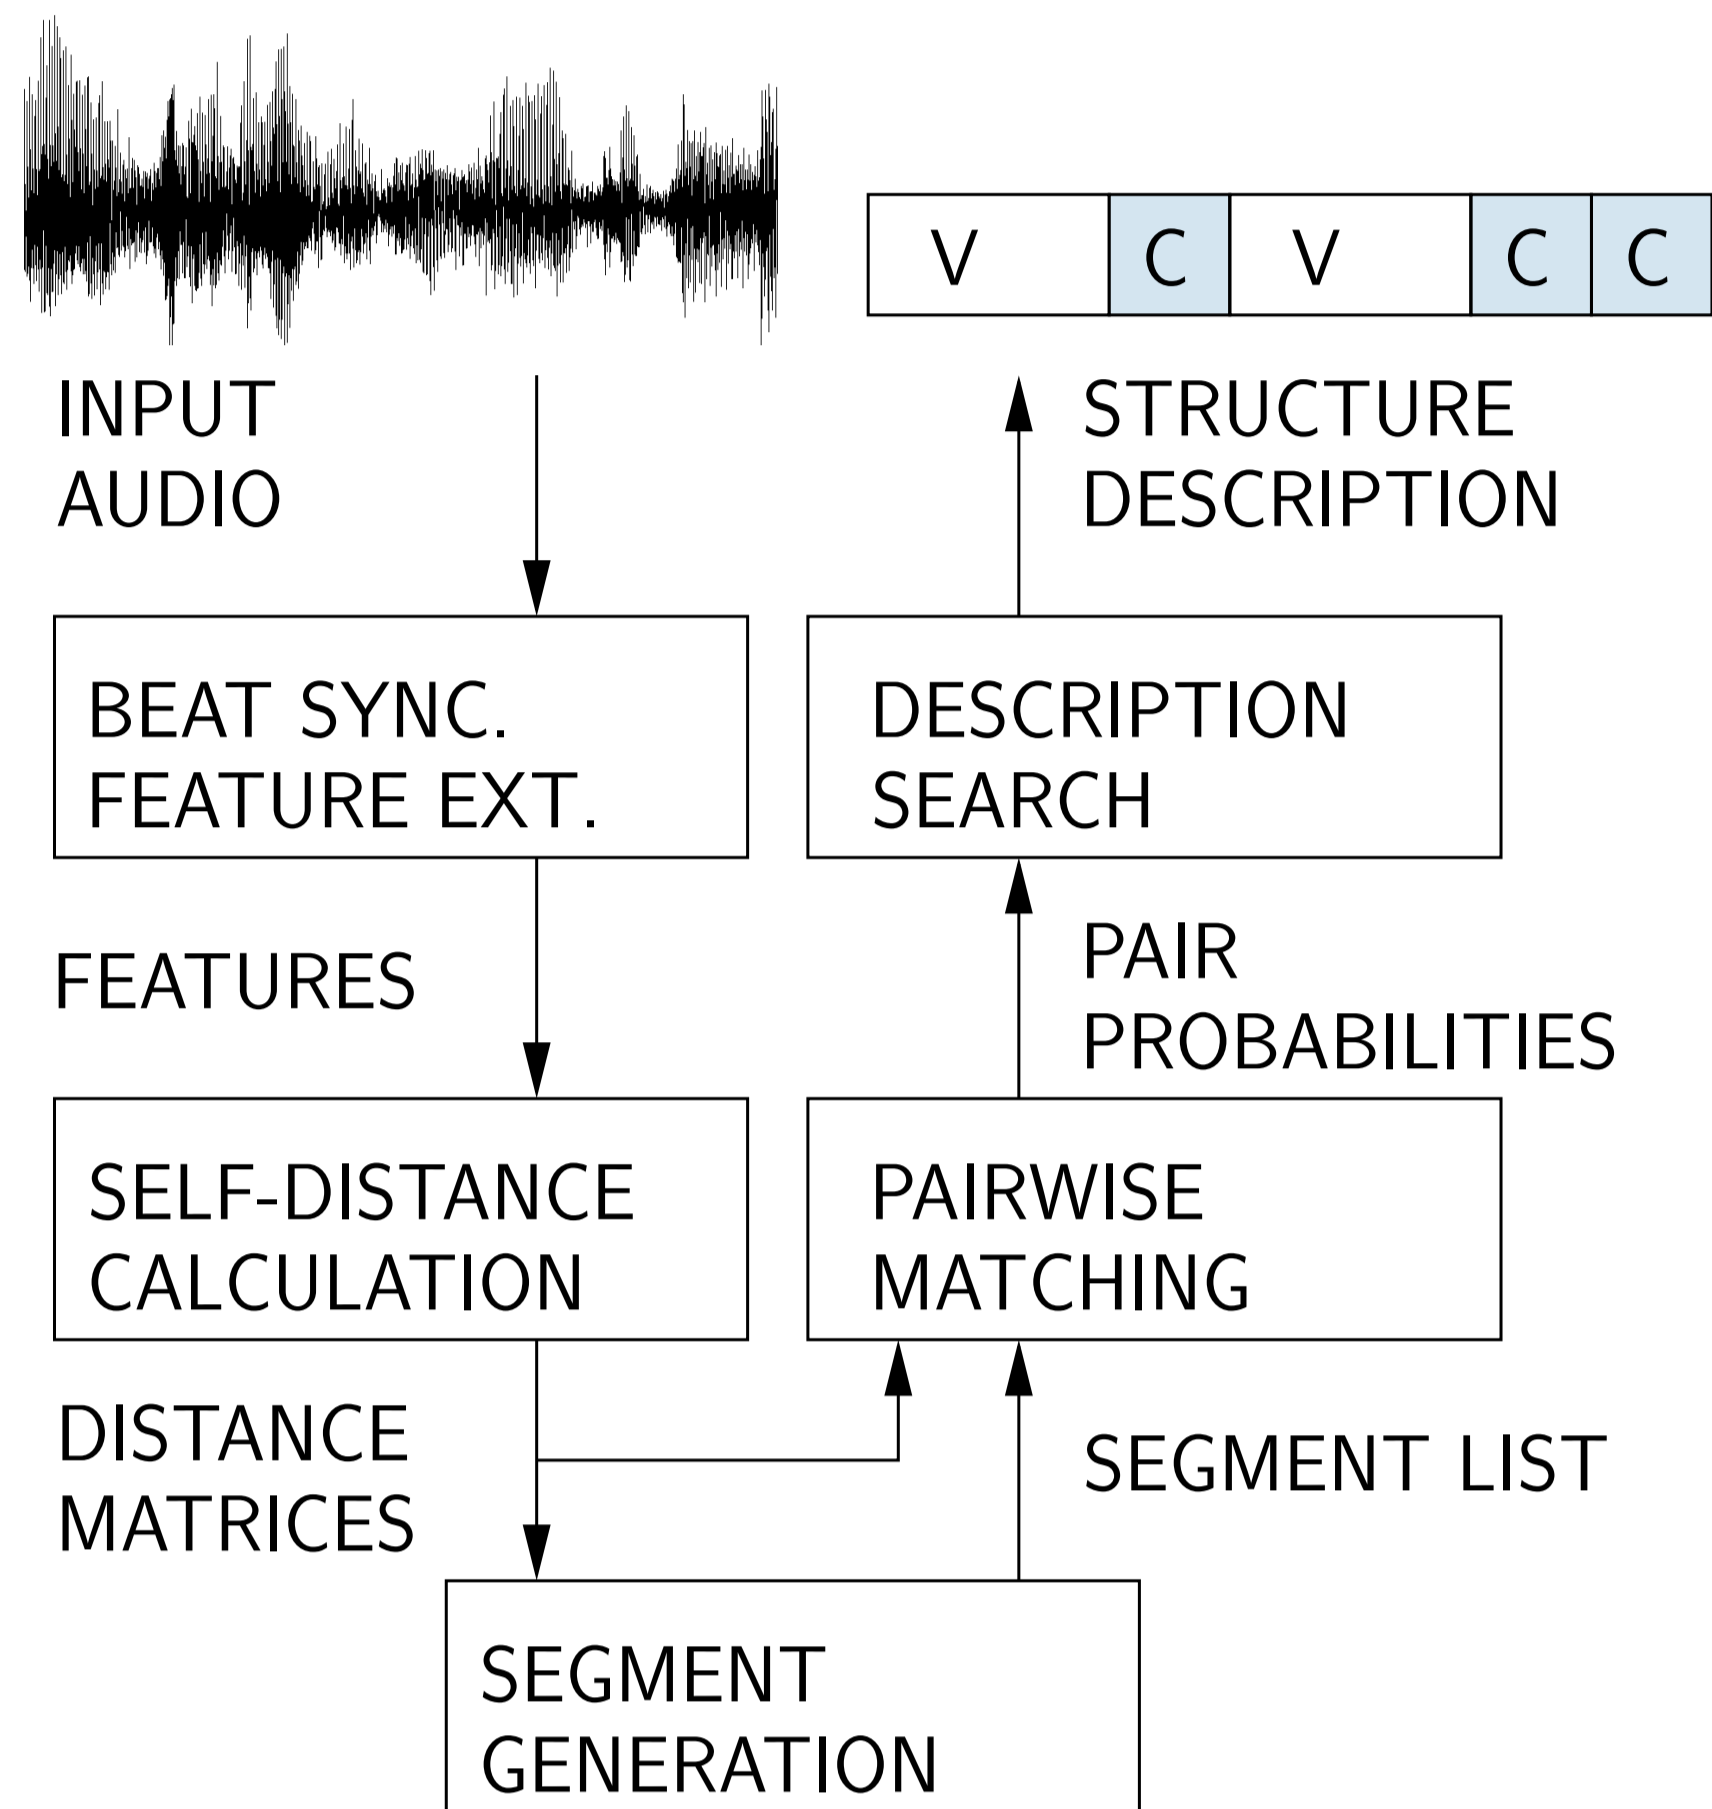 V C V C C
INPUT
AUDIO
STRUCTURE
DESCRIPTION
BEAT SYNC.
FEATURE EXT.
DESCRIPTION
SEARCH
FEATURES
PAIR
PROBABILITIES
SELF-DISTANCE
CALCULATION
PAIRWISE
MATCHING
DISTANCE
MATRICES
SEGMENT LIST
SEGMENT
GENERATION